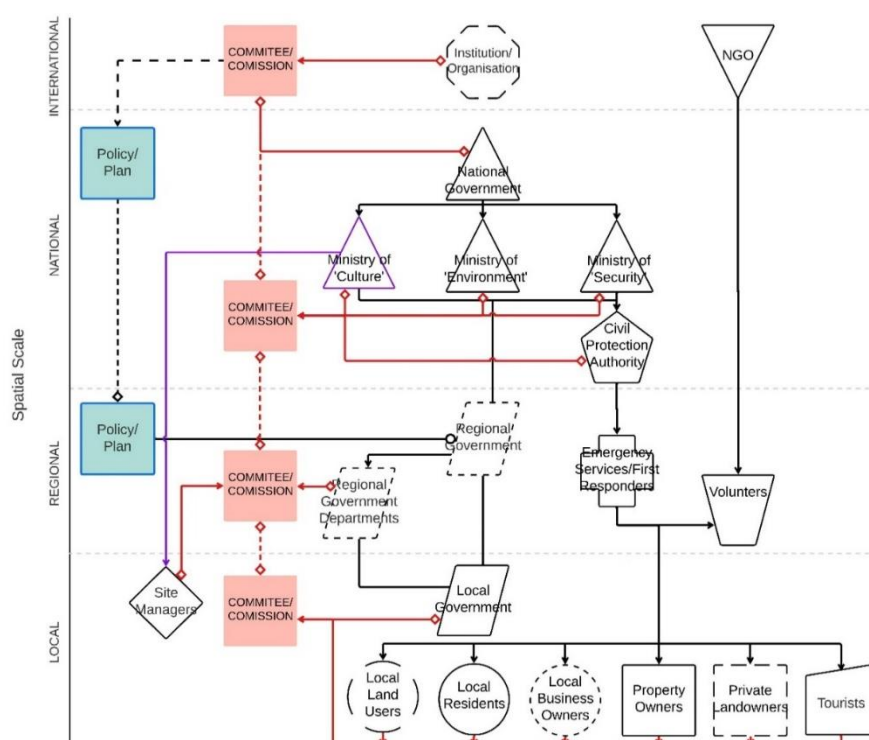 Spatial Scale
INTERNATIONAL
COMMITEE/
COMISSION
Institution/
Organisation
NGO
NATIONAL
Policy/
Plan
National
Government
Ministry of
'Culture'
Ministry of
'Environment'
Ministry of
'Security'
COMMITEE/
COMISSION
Civil
Protection
Authority
REGIONAL
Policy/
Plan
Regional
Government
COMMITEE/
COMISSION
Regional
Government
Departments
Emergency
Services/First
Responders
Volunters
LOCAL
Site
Managers
COMMITEE/
COMISSION
Local
Government
Local
Land
Users
Local
Residents
Local
Business
Owners
Property
Owners
Private
Landowners
Tourists